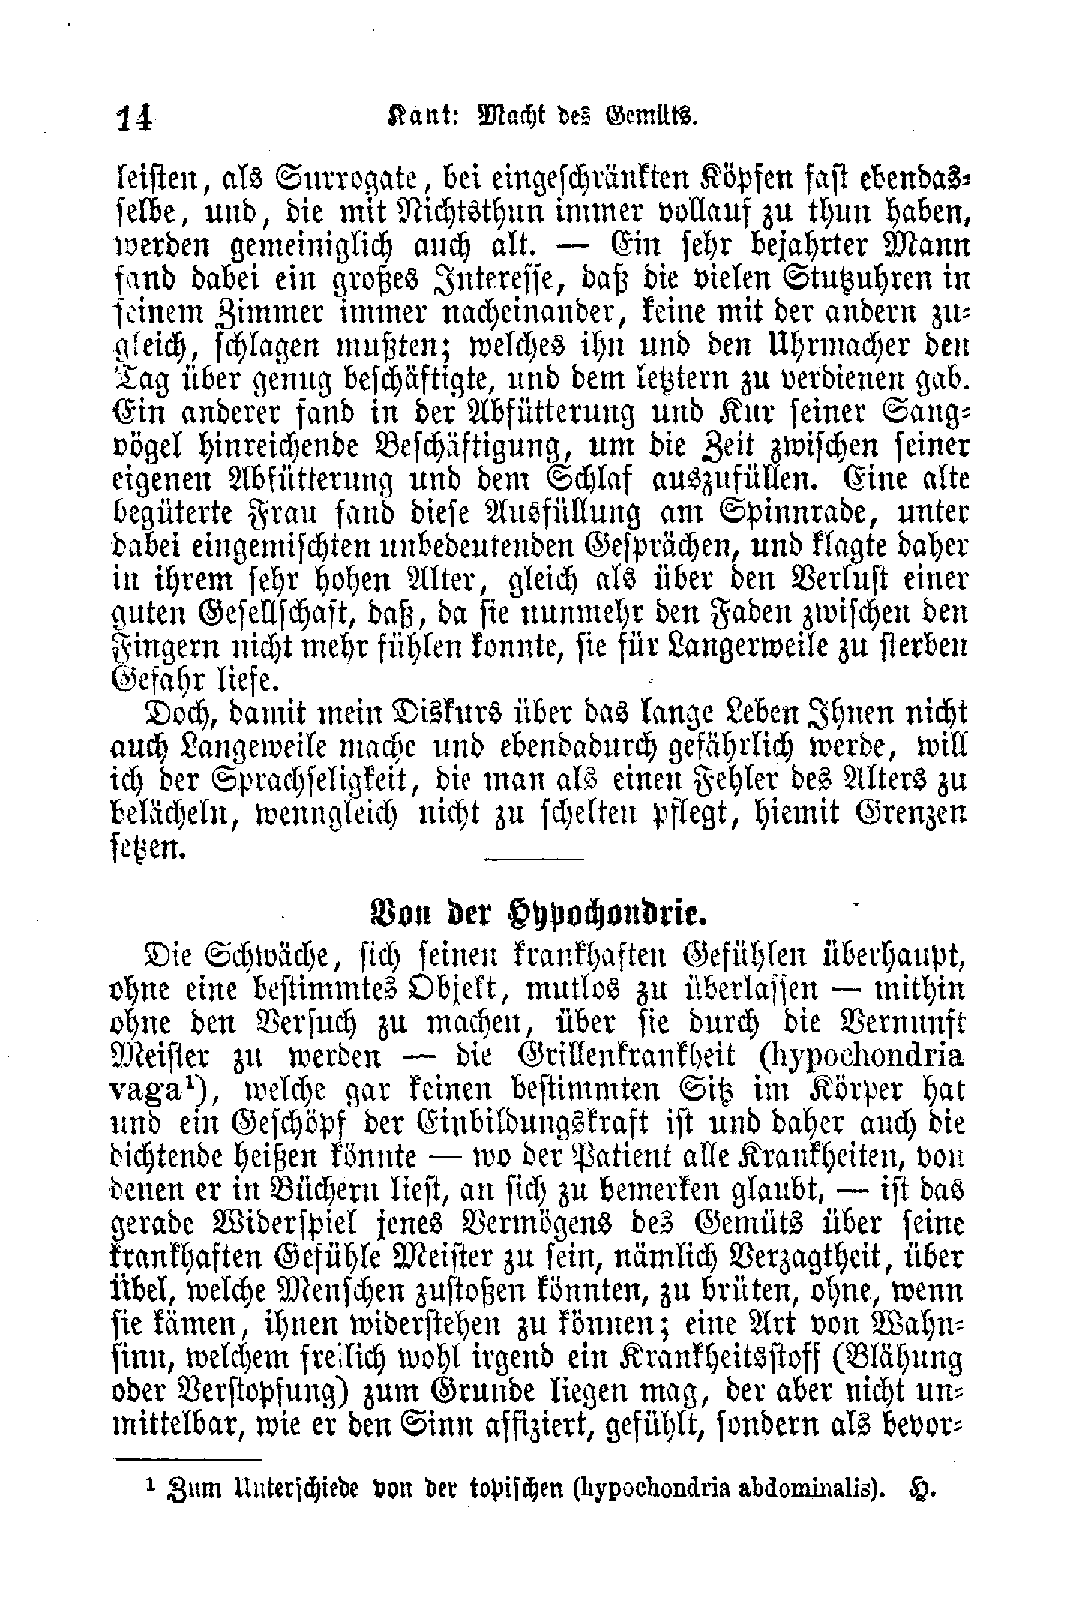 14 Kant: Macht des Gemüts.
leisten, als Surrogate, bei eingeschränkten Köpfen fast ebendas-
selbe, und, die mit Nichtsthun immer vollauf zu thun haben,
werden gemeiniglich auch alt. — Ein sehr bejahrter Mann
fand dabei ein großes Interesse, daß die vielen Stutzuhren in
seinem Zimmer immer nacheinander, keine mit der andern zu-
gleich, schlagen mußten; welches ihn und den Uhrmacher den
Tag über genug beschäftigte, und dem letztern zu verdienen gab.
Ein anderer fand in der Abfütterung und Kur seiner Sang-
vögel hinreichende Beschäftigung, um die Zeit zwischen seiner
eigenen Abfütterung und dem Schlaf auszufüllen. Eine alte
begüterte Frau fand diese Ausfüllung am Spinnrade, unter
dabei eingemischten unbedeutenden Gesprächen, und klagte daher
in ihrem sehr hohen Alter, gleich als über den Verlust einer
guten Gesellschaft, daß, da sie nunmehr den Faden zwischen den
Fingern nicht mehr fühlen konnte, sie für Langerweile zu sterben
Gefahr liefe.
Doch, damit mein Diskurs über das lange Leben Ihnen nicht
auch Langeweile mache und ebendadurch gefährlich werde, will
ich der Sprachseligkeit, die man als einen Fehler des Alters zu
belächeln, wenngleich nicht zu schelten pflegt, hiemit Grenzen
setzen.
Von der Hypochondrie.
Die Schwäche, sich seinen krankhaften Gefühlen überhaupt,
ohne eine bestimmtes Objekt, mutlos zu überlassen — mithin
ohne den Versuch zu machen, über sie durch die Vernunft
Meister zu werden — die Grillenkrankheit (hypochondria
vaga¹), welche gar keinen bestimmten Sitz im Körper hat
und ein Geschöpf der Einbildungskraft ist und daher auch die
dichtende heißen könnte — wo der Patient alle Krankheiten, von
denen er in Büchern liest, an sich zu bemerken glaubt, — ist das
gerade Widerspiel jenes Vermögens des Gemüts über seine
krankhaften Gefühle Meister zu sein, nämlich Verzagtheit, über
Übel, welche Menschen zustoßen könnten, zu brüten, ohne, wenn
sie kämen, ihnen widerstehen zu können; eine Art von Wahn-
sinn, welchem freilich wohl irgend ein Krankheitsstoff (Blähung
oder Verstopfung) zum Grunde liegen mag, der aber nicht un-
mittelbar, wie er den Sinn affiziert, gefühlt, sondern als bevor-
¹ Zum Unterschiede von der topischen (hypochondria abdominalis). H.